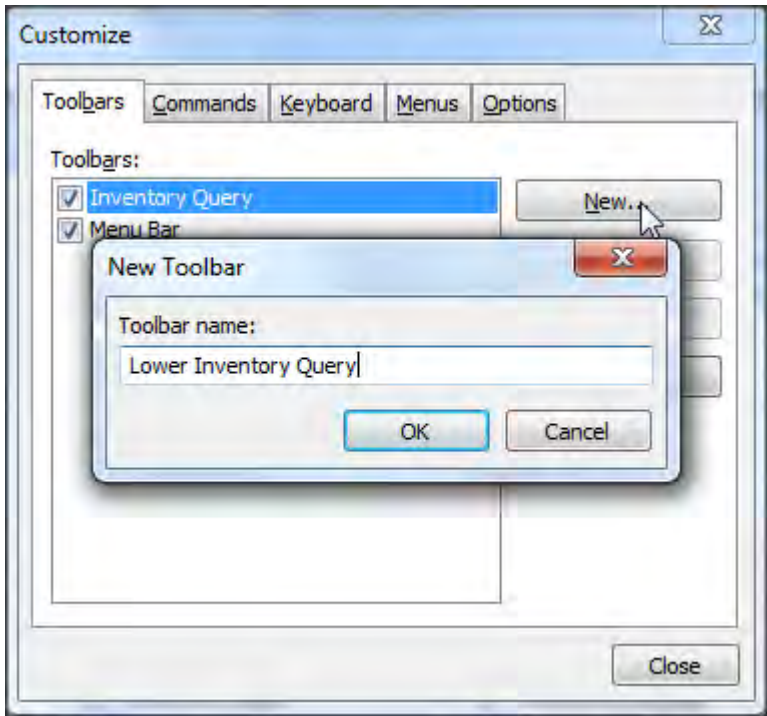 Customize
Toolbars Commands Keyboard Menus Options
Toolbars:
Inventory Query
New...
Menu Bar
New Toolbar
Toolbar name:
Lower Inventory Query
OK Cancel
Close